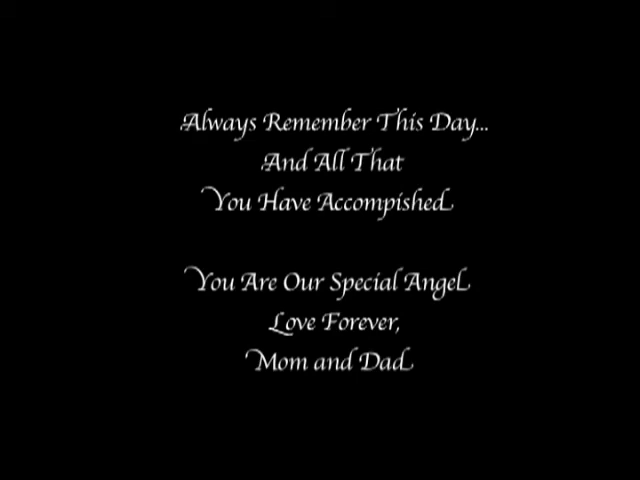 Always Remember This Day...
And All That
You Have Accompished
You Are Our Special Angel
Love Forever,
Mom and Dad